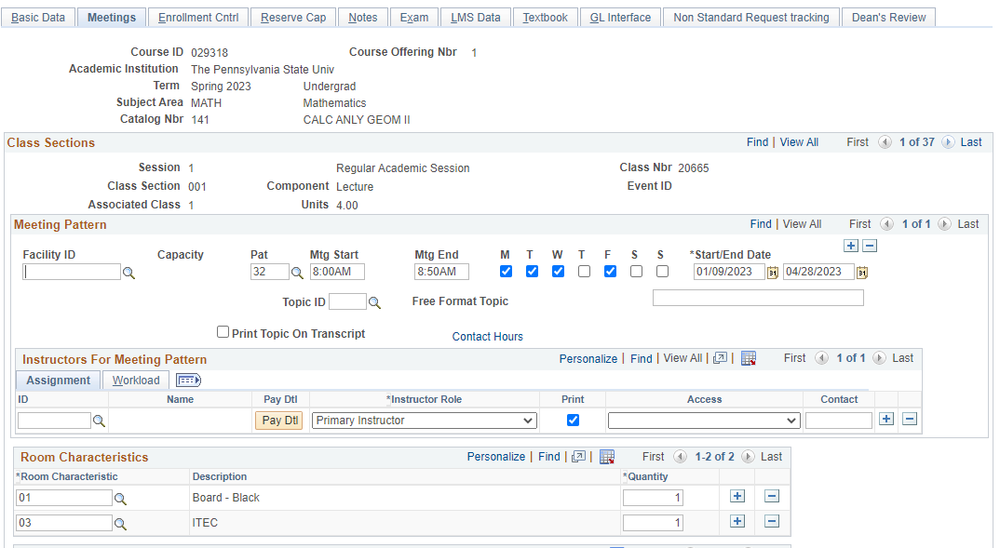 Basic Data Meetings Enrollment Cntrl Reserve Cap Notes Exam LMS Data Textbook GL Interface Non Standard Request tracking Dean's Review
Course ID 029318 Course Offering Nbr 1
Academic Institution The Pennsylvania State Univ
Term Spring 2023 Undergrad
Subject Area MATH Mathematics
Catalog Nbr 141 CALC ANLY GEOM II
Class Sections Find | View All First 1 of 37 Last
Session 1 Regular Academic Session Class Nbr 20665
Class Section 001 Component Lecture Event ID
Associated Class 1 Units 4.00
Meeting Pattern Find | View All First 1 of 1 Last
Facility ID Capacity Pat Mtg Start Mtg End M T W T F S S *Start/End Date
32 8:00AM 8:50AM 01/09/2023 31 04/28/2023 31
Topic ID Free Format Topic
Print Topic On Transcript Contact Hours
Instructors For Meeting Pattern Personalize | Find | View All | | First 1 of 1 Last
Assignment Workload
ID Name Pay Dtl *Instructor Role Print Access Contact
Pay Dtl Primary Instructor
Room Characteristics Personalize | Find | | First 1-2 of 2 Last
*Room Characteristic Description *Quantity
01 Board - Black 1
03 ITEC 1